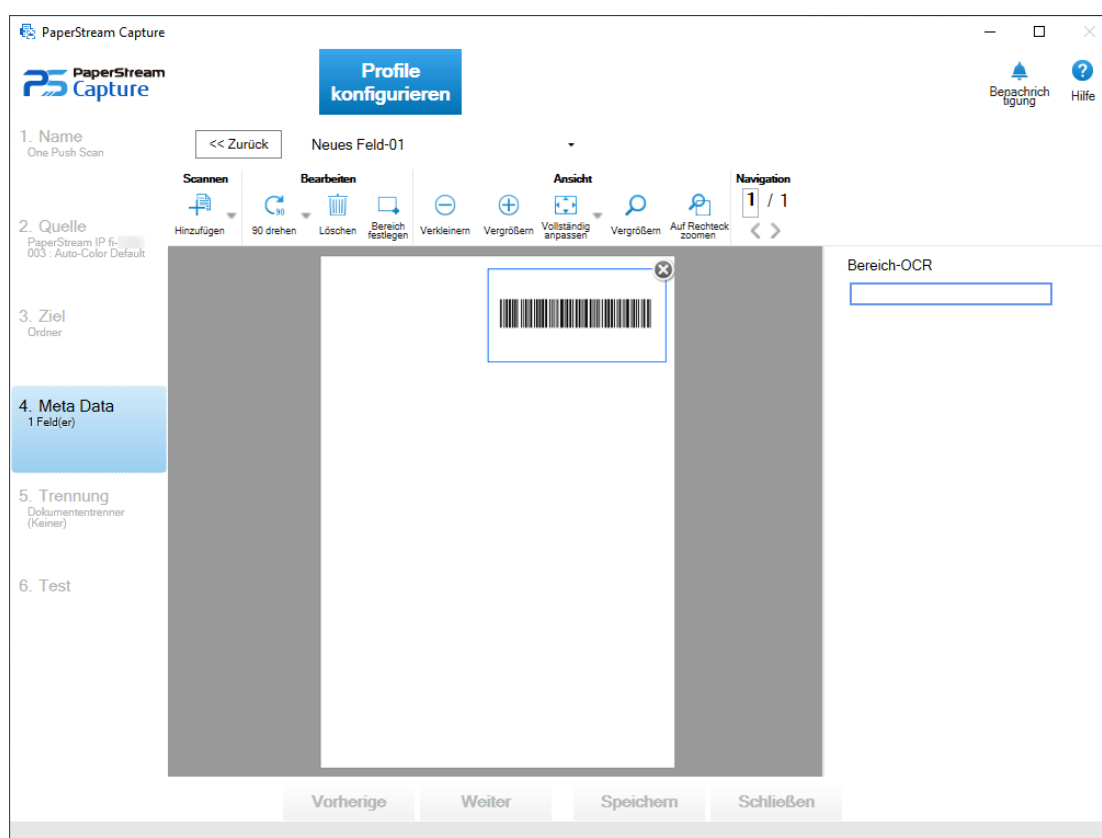 PaperStream Capture
PaperStream
Capture
Profile
konfigurieren
Benachrich
tigung
Hilfe
1. Name
One Push Scan
<< Zurück
Neues Feld-01
Scannen
Bearbeiten
Ansicht
Navigation
1 / 1
90
Hinzufügen
90 drehen
Löschen
Bereich
festlegen
Verkleinern
Vergrößern
Vollständig
anpassen
Vergrößern
Auf Rechteck
zoomen
2. Quelle
PaperStream IP fi-
003 : Auto-Color Default
Bereich-OCR
3. Ziel
Ordner
4. Meta Data
1 Feld(er)
5. Trennung
Dokumententrenner
(Keiner)
6. Test
Vorherige
Weiter
Speichern
Schließen